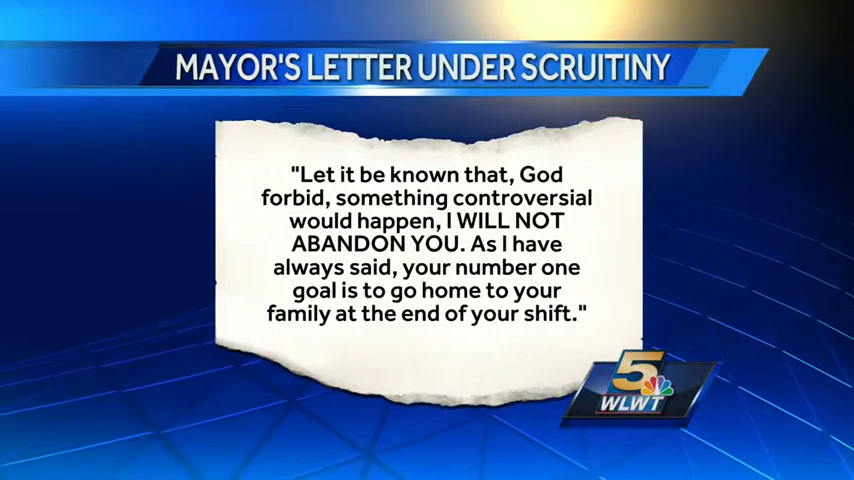 MAYOR'S LETTER UNDER SCRUITINY
"Let it be known that, God
forbid, something controversial
would happen, I WILL NOT
ABANDON YOU. As I have
always said, your number one
goal is to go home to your
family at the end of your shift."
5
WLWT